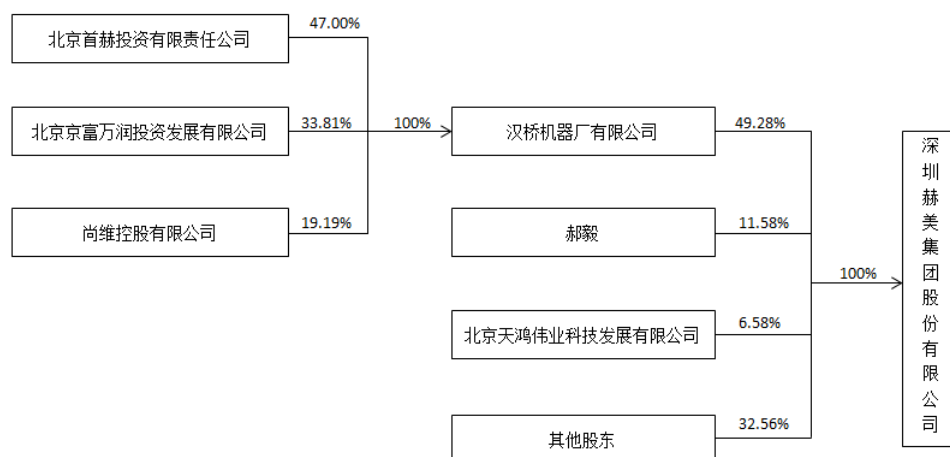 北京首赫投资有限责任公司
47.00%
北京京富万润投资发展有限公司
33.81%
100%
汉桥机器厂有限公司
49.28%
尚维控股有限公司
19.19%
郝毅
11.58%
100%
北京天鸿伟业科技发展有限公司
6.58%
其他股东
32.56%
深圳赫美集团股份有限公司